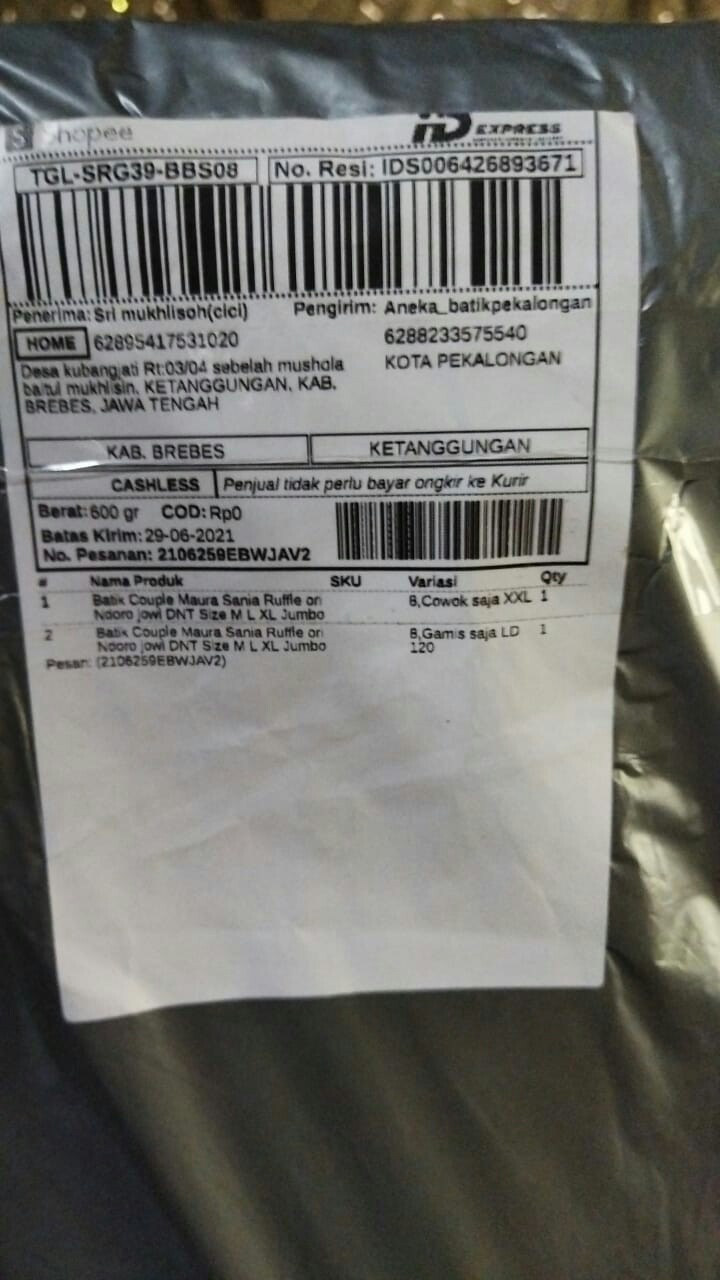 S Shopee
ID EXPRESS
TGL-SRG39-BBS08
No. Resi: IDS006426893671
Penerima: Sri mukhlisoh(cici)
Pengirim: Aneka_batikpekalongan
HOME 62895417531020
6288233575540
Desa kubangjati Rt:03/04 sebelah mushola
KOTA PEKALONGAN
baitul mukhlisin, KETANGGUNGAN, KAB.
BREBES, JAWA TENGAH
KAB. BREBES
KETANGGUNGAN
CASHLESS
Penjual tidak perlu bayar ongkir ke Kurir
Berat: 600 gr COD: Rp0
Batas Kirim: 29-06-2021
No. Pesanan: 2106259EBWJAV2
# Nama Produk SKU Variasi Qty
1 Batik Couple Maura Sania Ruffle ori 8,Cowok saja XXL 1
Ndoro jowi DNT Size M L XL Jumbo
2 Batik Couple Maura Sania Ruffle ori 8,Gamis saja LD 1
Ndoro jowi DNT Size M L XL Jumbo 120
Pesan: (2106259EBWJAV2)